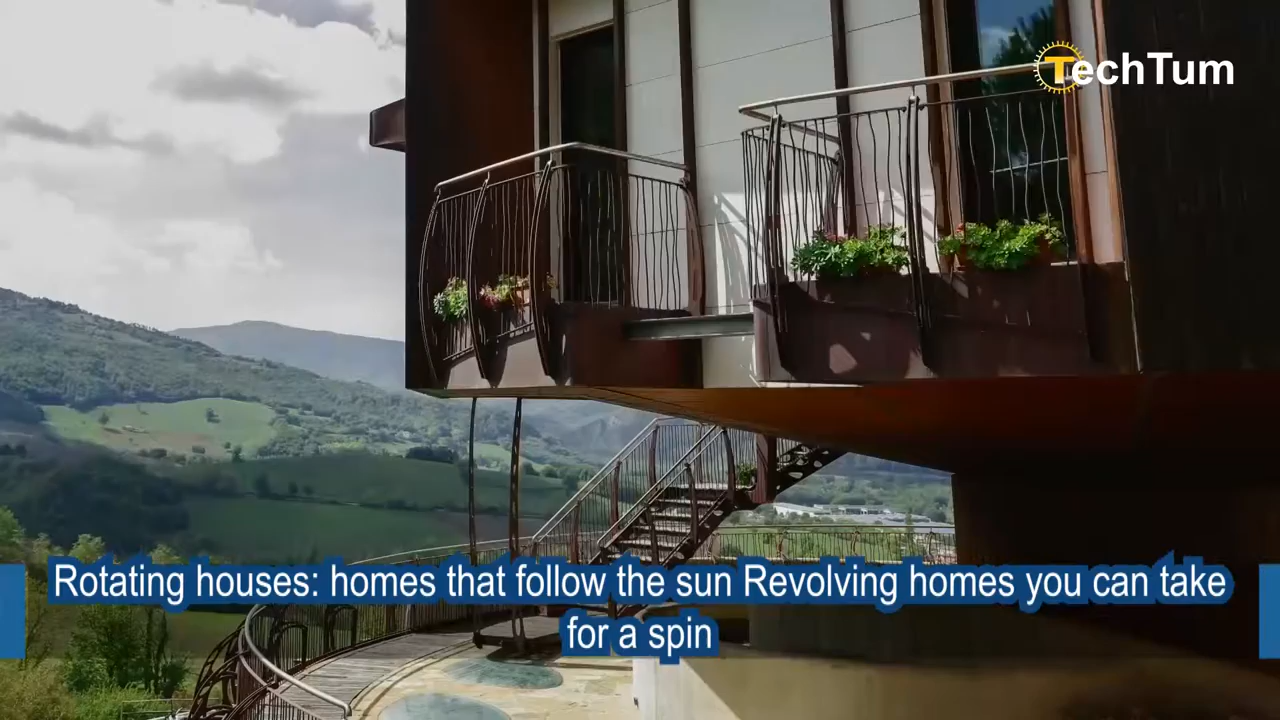 TechTum
Rotating houses: homes that follow the sun Revolving homes you can take
for a spin